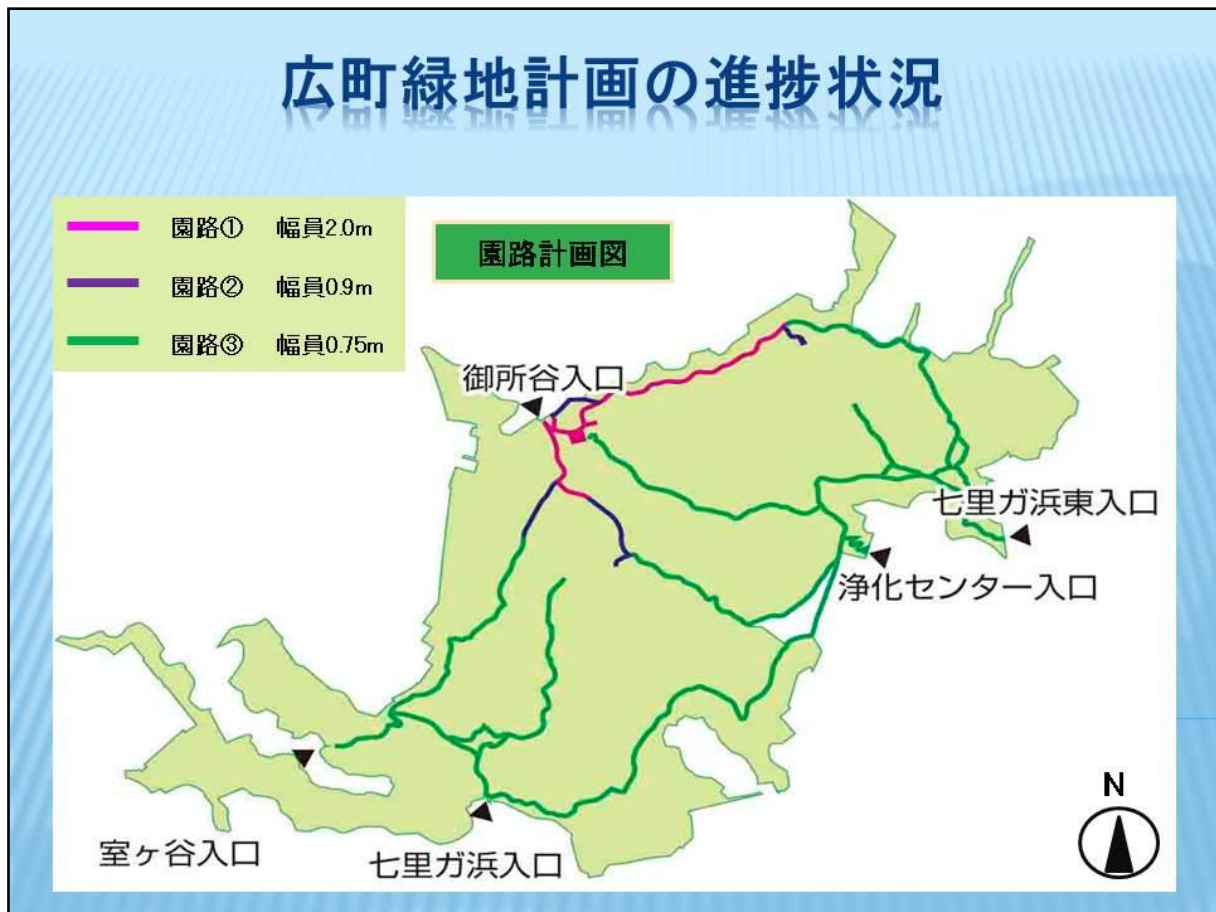 広町緑地計画の進捗状況
園路① 幅員2.0m
園路② 幅員0.9m
園路③ 幅員0.75m
園路計画図
御所谷入口
七里ガ浜東入口
浄化センター入口
室ヶ谷入口
七里ガ浜入口
N